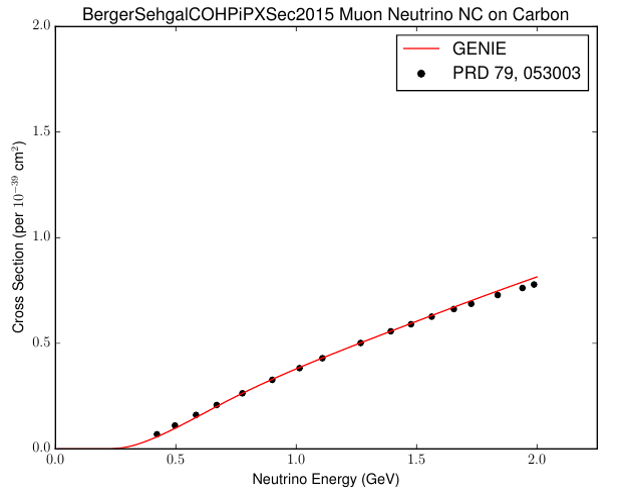 BergerSehgalCOHPiPXSec2015 Muon Neutrino NC on Carbon
2.0
GENIE
PRD 79, 053003
1.5
1.0
0.5
0.0
Cross Section (per 10⁻³⁹ cm²)
0.0 0.5 1.0 1.5 2.0
Neutrino Energy (GeV)